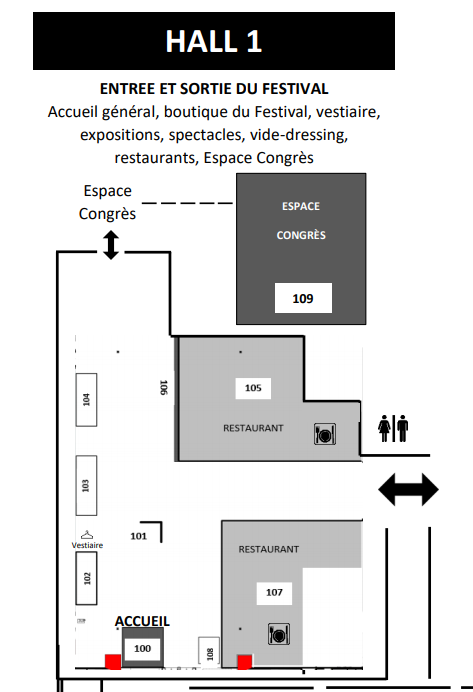 HALL 1
ENTREE ET SORTIE DU FESTIVAL
Accueil général, boutique du Festival, vestiaire,
expositions, spectacles, vide-dressing,
restaurants, Espace Congrès
Espace
Congrès
ESPACE
CONGRÈS
109
106
105
RESTAURANT
104
103
101
Vestiaire
102
RESTAURANT
107
ACCUEIL
100
108